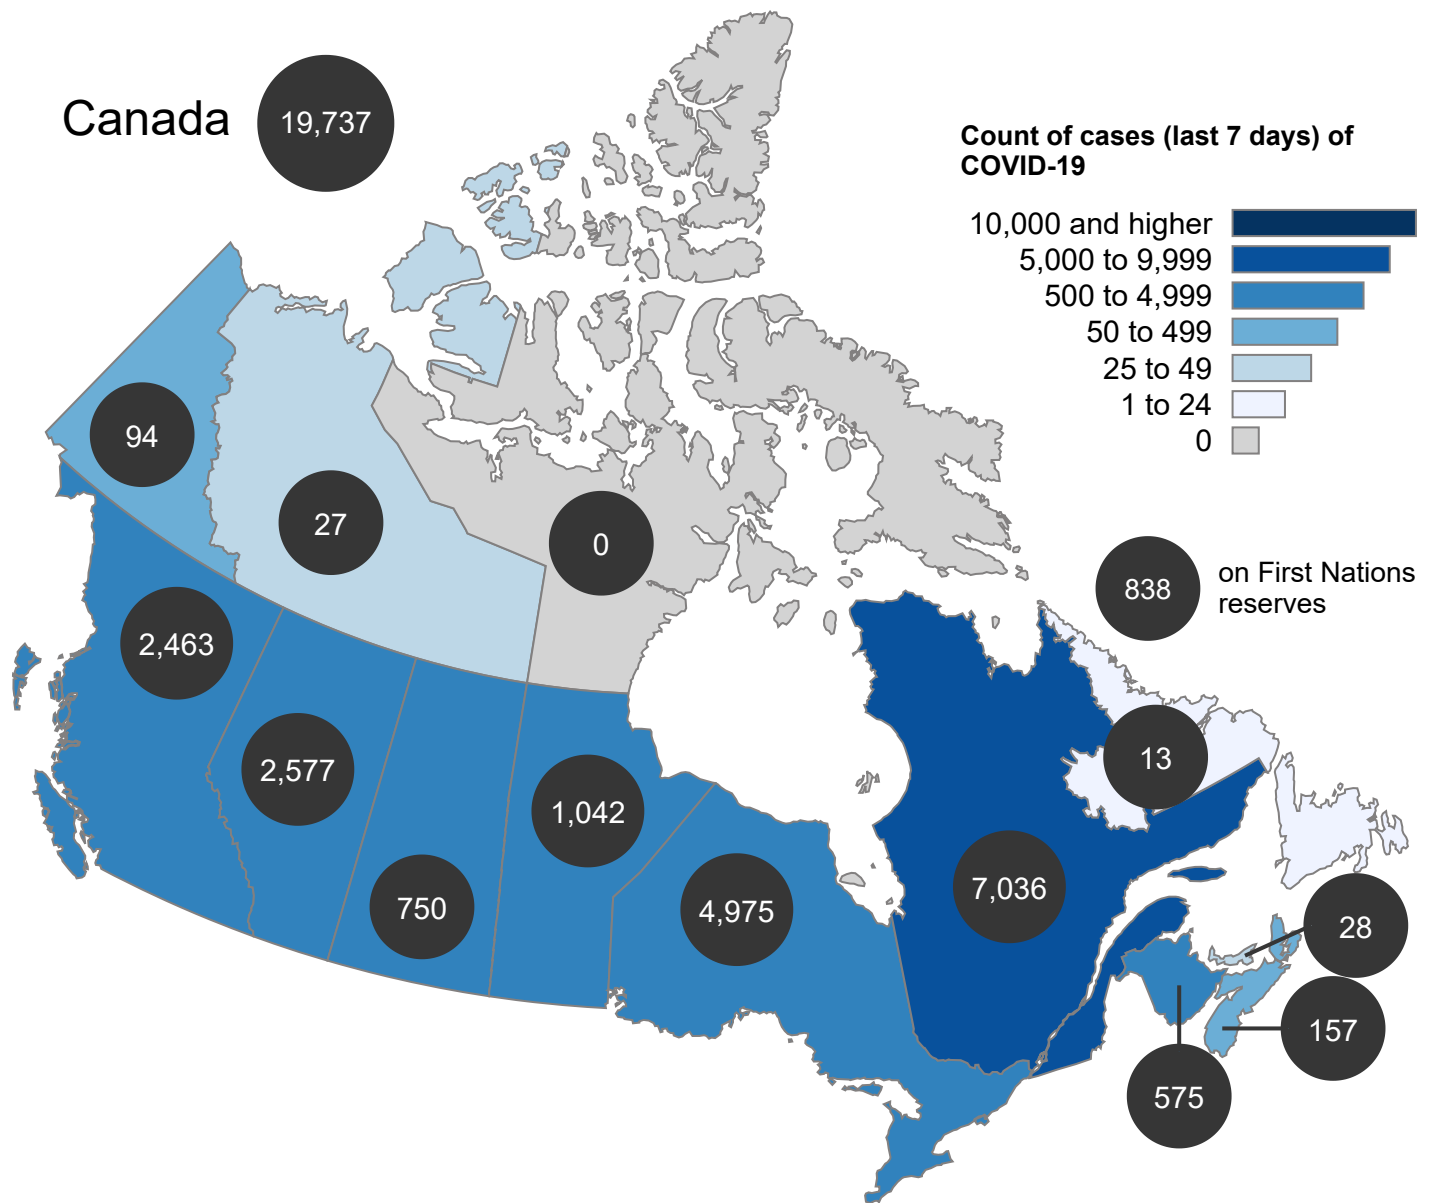 Canada
19,737
Count of cases (last 7 days) of
COVID-19
10,000 and higher
5,000 to 9,999
500 to 4,999
50 to 499
25 to 49
1 to 24
0
94
27
0
838
on First Nations
reserves
2,463
2,577
750
1,042
4,975
7,036
13
28
157
575